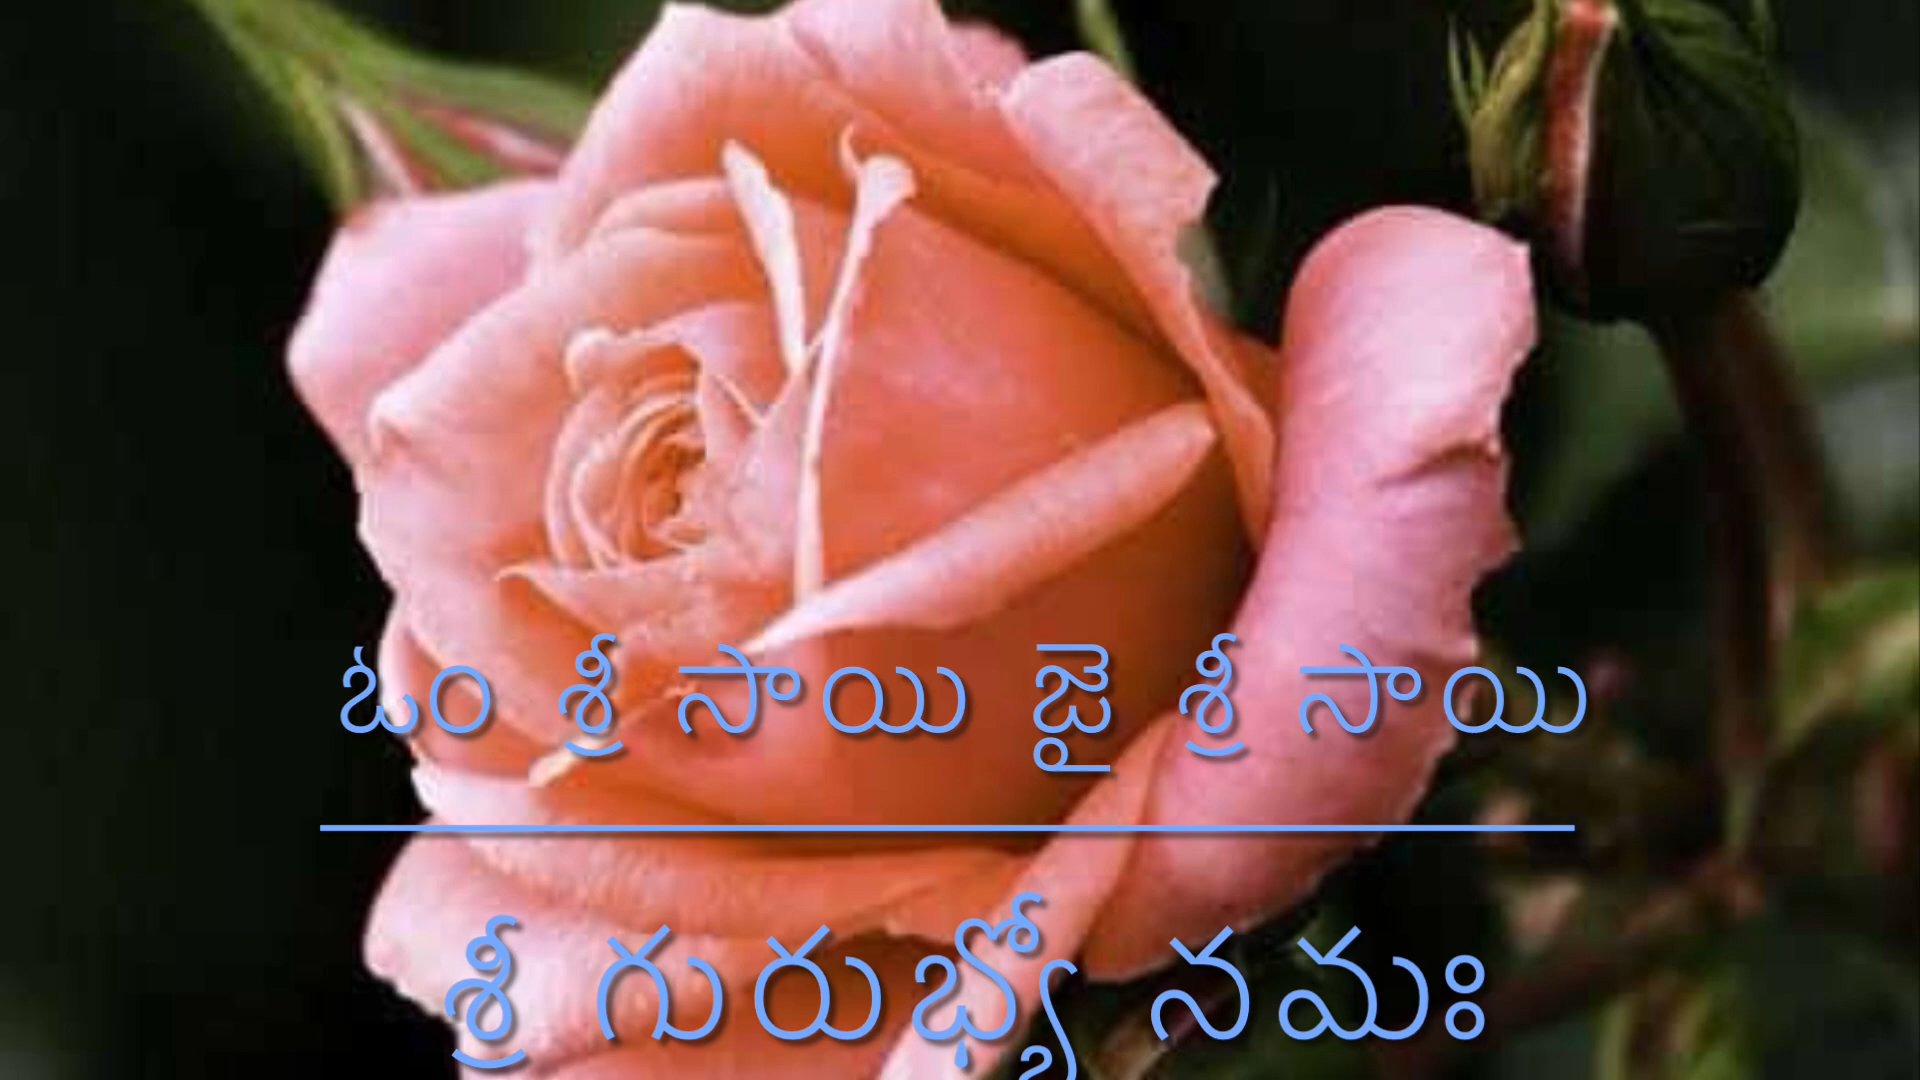 ఓం శ్రీ సాయి జై శ్రీ సాయి
శ్రీ గురుభ్యో నమః